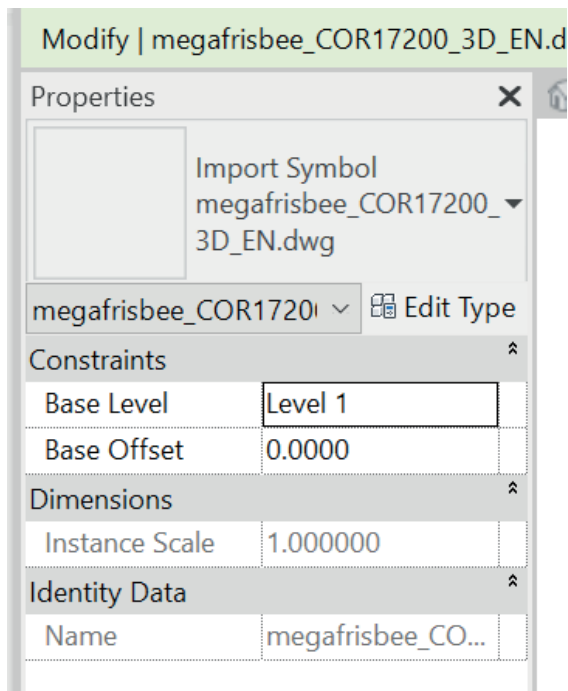 Modify | megafrisbee_COR17200_3D_EN.d
Properties
Import Symbol
megafrisbee_COR17200_
3D_EN.dwg
megafrisbee_COR1720 Edit Type
Constraints
Base Level Level 1
Base Offset 0.0000
Dimensions
Instance Scale 1.000000
Identity Data
Name megafrisbee_CO...